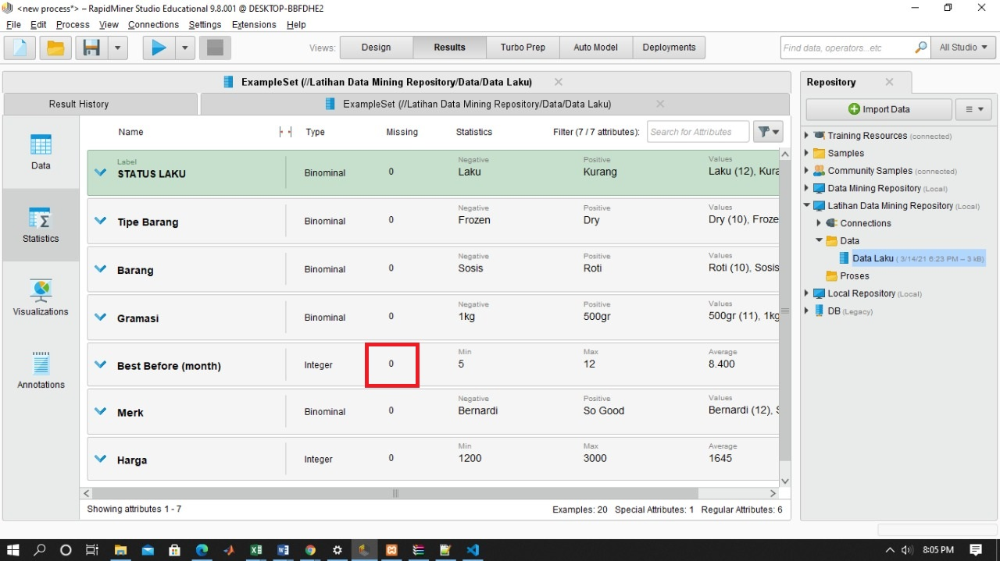 <new process*> – RapidMiner Studio Educational 9.8.001 @ DESKTOP-BBFDHE2
File Edit Process View Connections Settings Extensions Help
Views: Design Results Turbo Prep Auto Model Deployments Find data, operators...etc All Studio
ExampleSet (//Latihan Data Mining Repository/Data/Data Laku)
Result History ExampleSet (//Latihan Data Mining Repository/Data/Data Laku)
Data
Statistics
Visualizations
Annotations
Name Type Missing Statistics Filter (7 / 7 attributes): Search for Attributes
Label Negative Positive Values
STATUS LAKU Binominal 0 Laku Kurang Laku (12), Kura
Negative Positive Values
Tipe Barang Binominal 0 Frozen Dry Dry (10), Froze
Negative Positive Values
Barang Binominal 0 Sosis Roti Roti (10), Sosis
Negative Positive Values
Gramasi Binominal 0 1kg 500gr 500gr (11), 1kg
Min Max Average
Best Before (month) Integer 0 5 12 8.400
Negative Positive Values
Merk Binominal 0 Bernardi So Good Bernardi (12), S
Min Max Average
Harga Integer 0 1200 3000 1645
Showing attributes 1 - 7 Examples: 20 Special Attributes: 1 Regular Attributes: 6
Repository
Import Data
Training Resources (connected)
Samples
Community Samples (connected)
Data Mining Repository (Local)
Latihan Data Mining Repository (Local)
Connections
Data
Data Laku ( 3/14/21 6:23 PM – 3 kB)
Proses
Local Repository (Local)
DB (Legacy)
8:05 PM